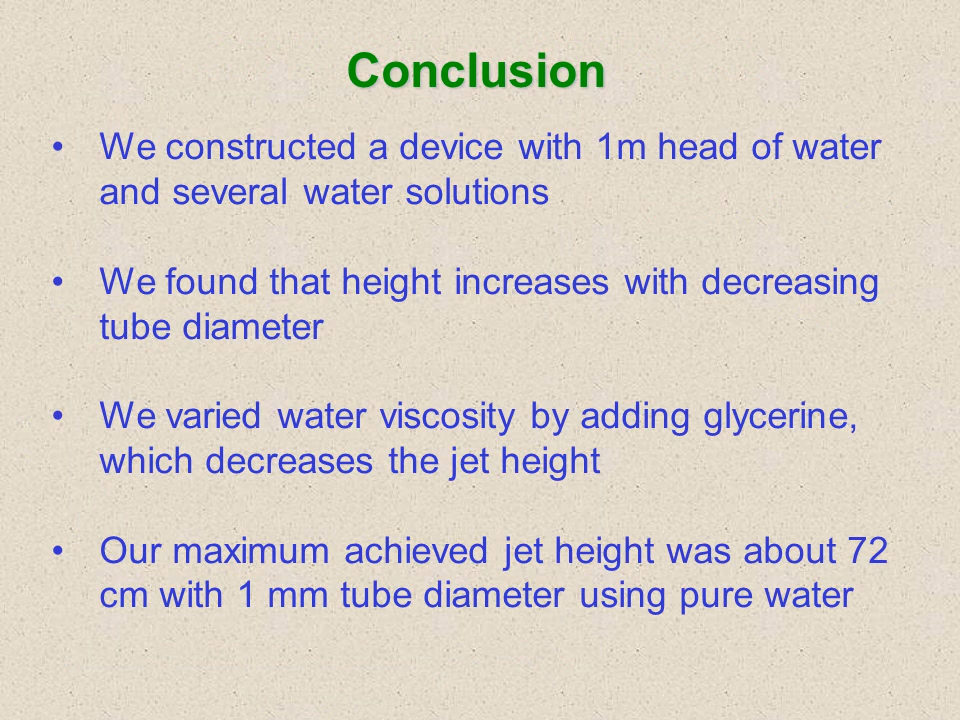 Conclusion
• We constructed a device with 1m head of water
and several water solutions
• We found that height increases with decreasing
tube diameter
• We varied water viscosity by adding glycerine,
which decreases the jet height
• Our maximum achieved jet height was about 72
cm with 1 mm tube diameter using pure water